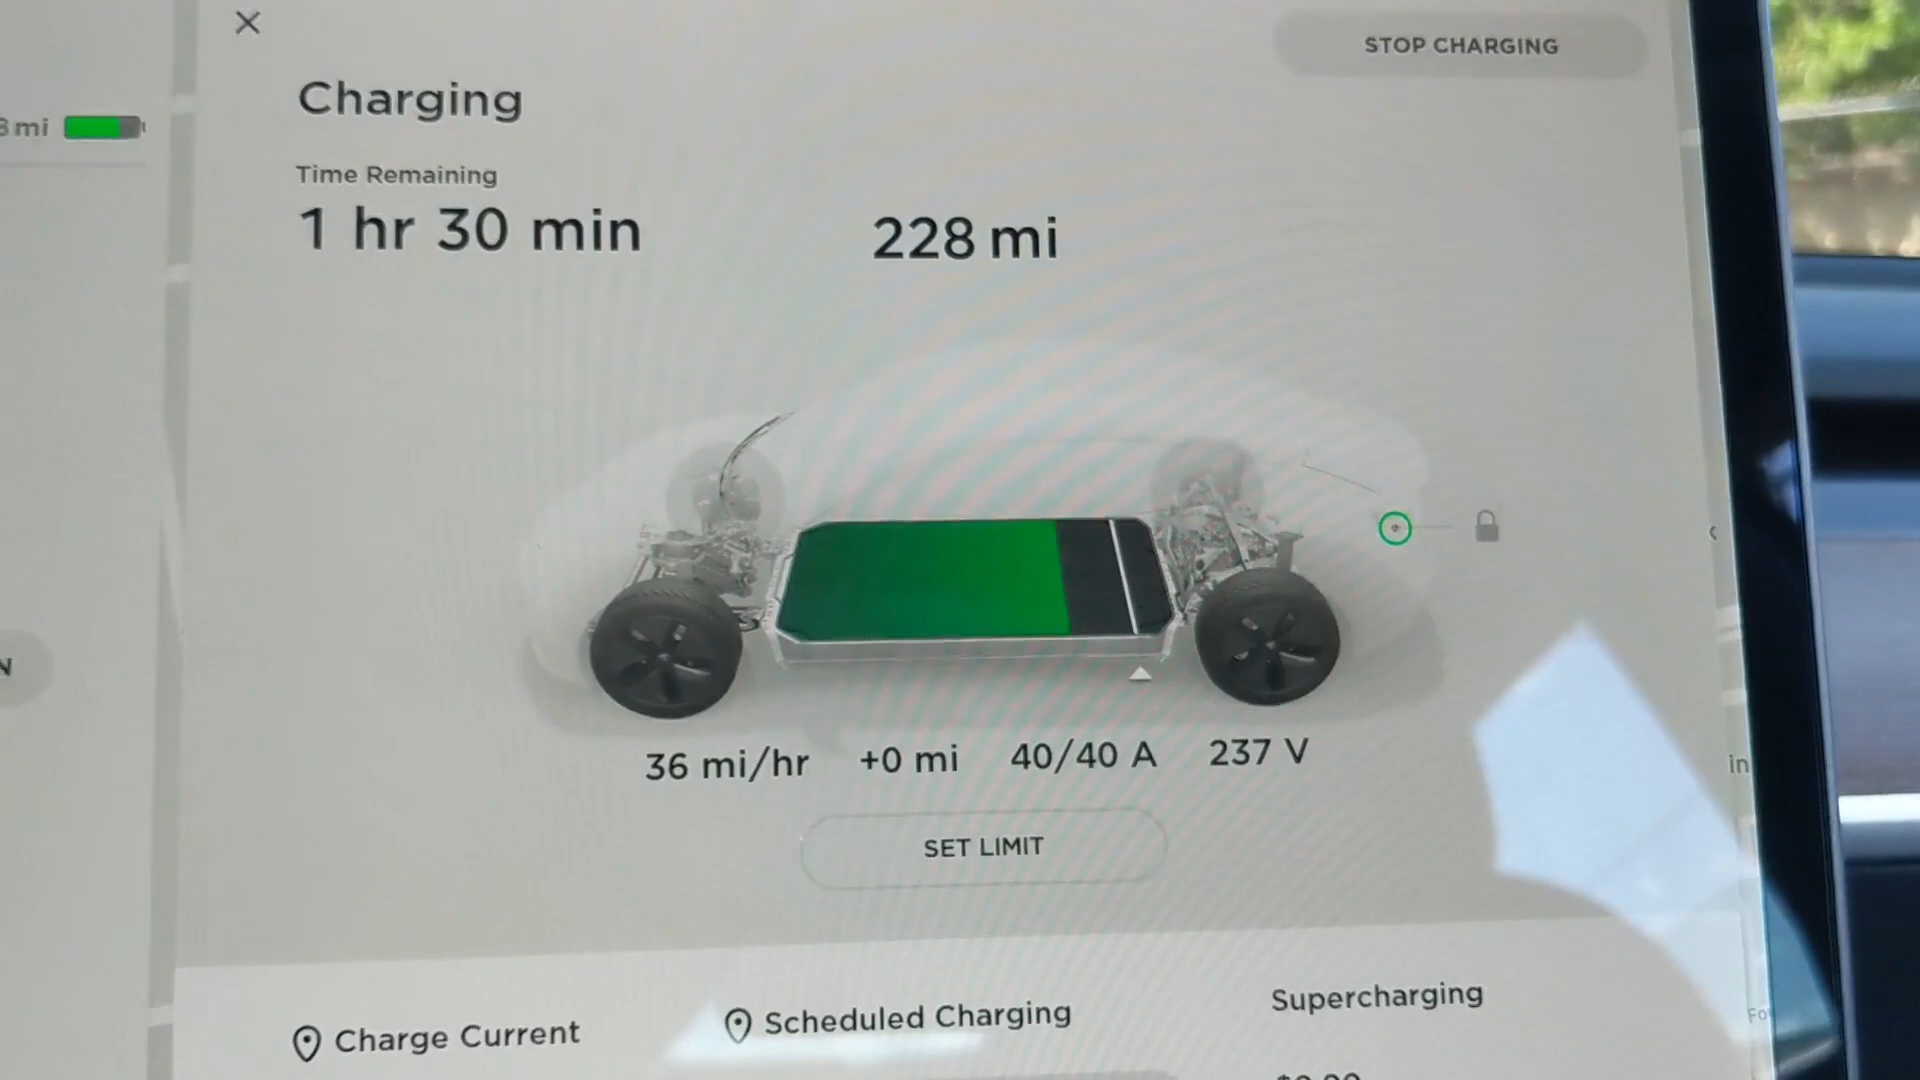 STOP CHARGING
Charging
mi
Time Remaining
1 hr 30 min
228 mi
N
36 mi/hr +0 mi 40/40 A 237 V
in
SET LIMIT
Supercharging
Scheduled Charging
Charge Current